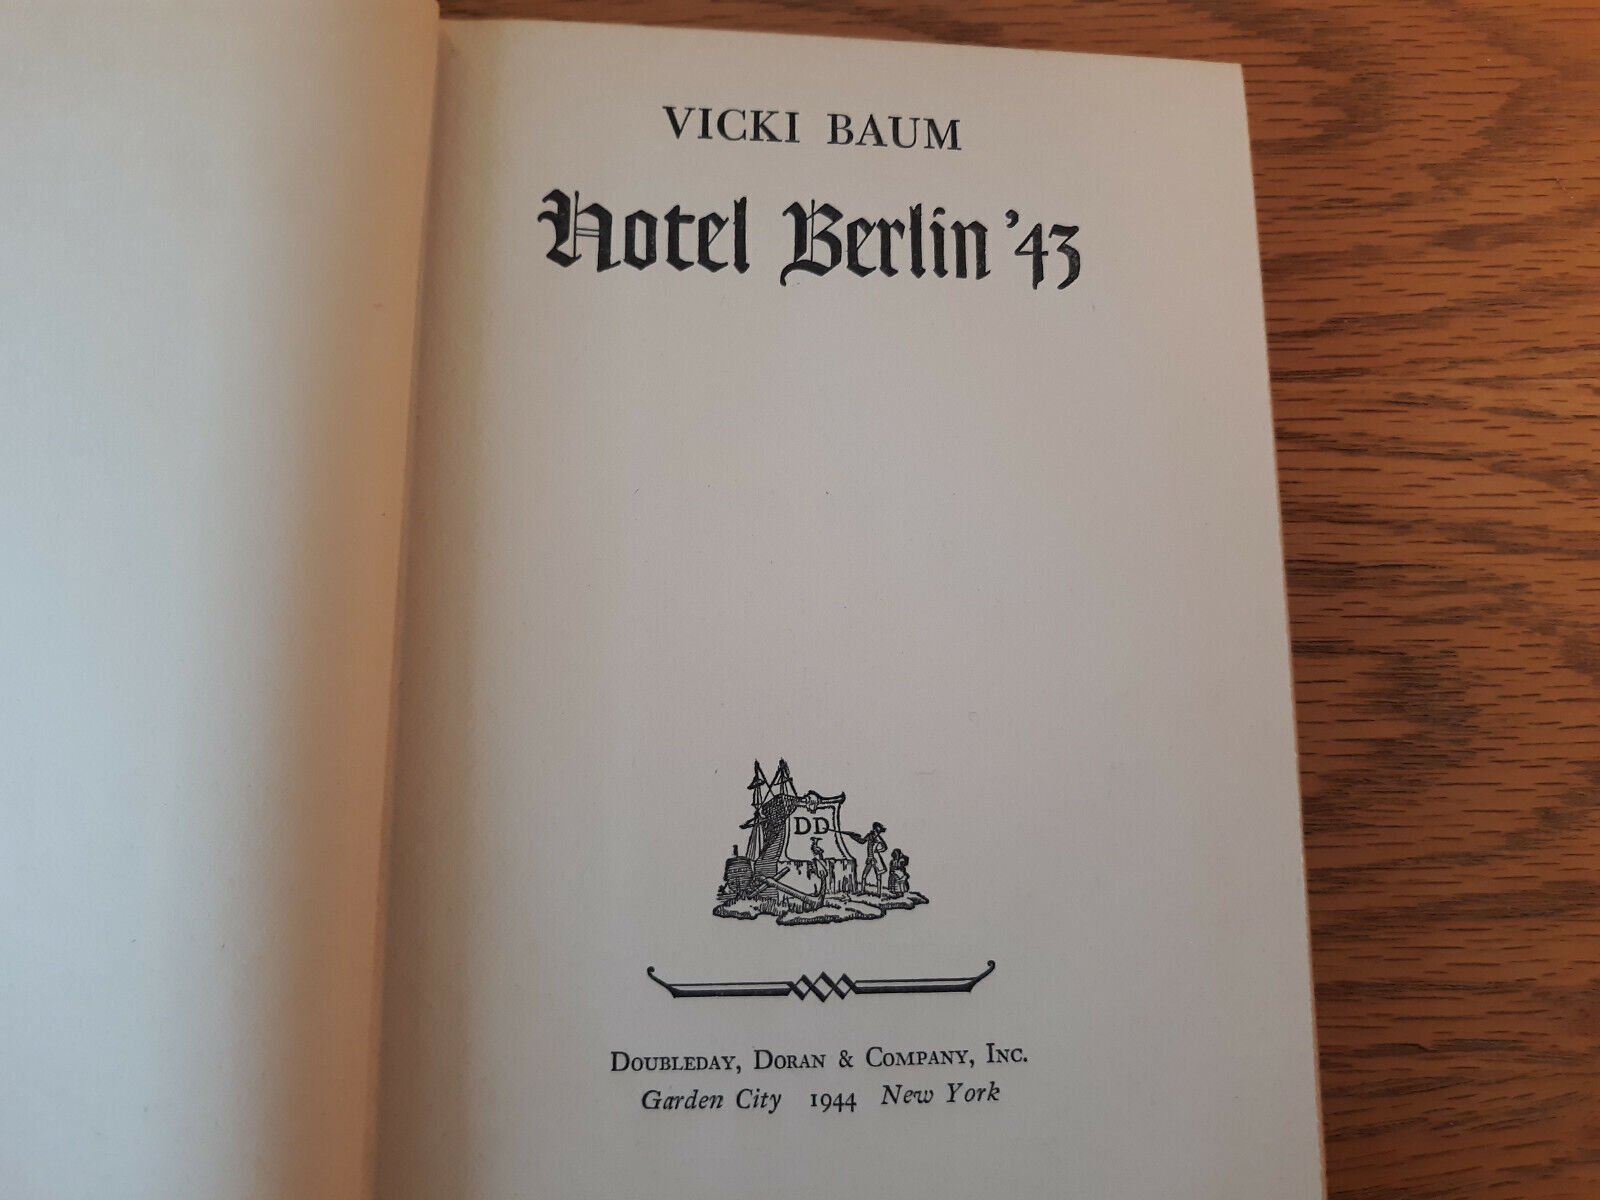 VICKI BAUM
Hotel Berlin '43
DD
DOUBLEDAY, DORAN & COMPANY, INC.
Garden City 1944 New York